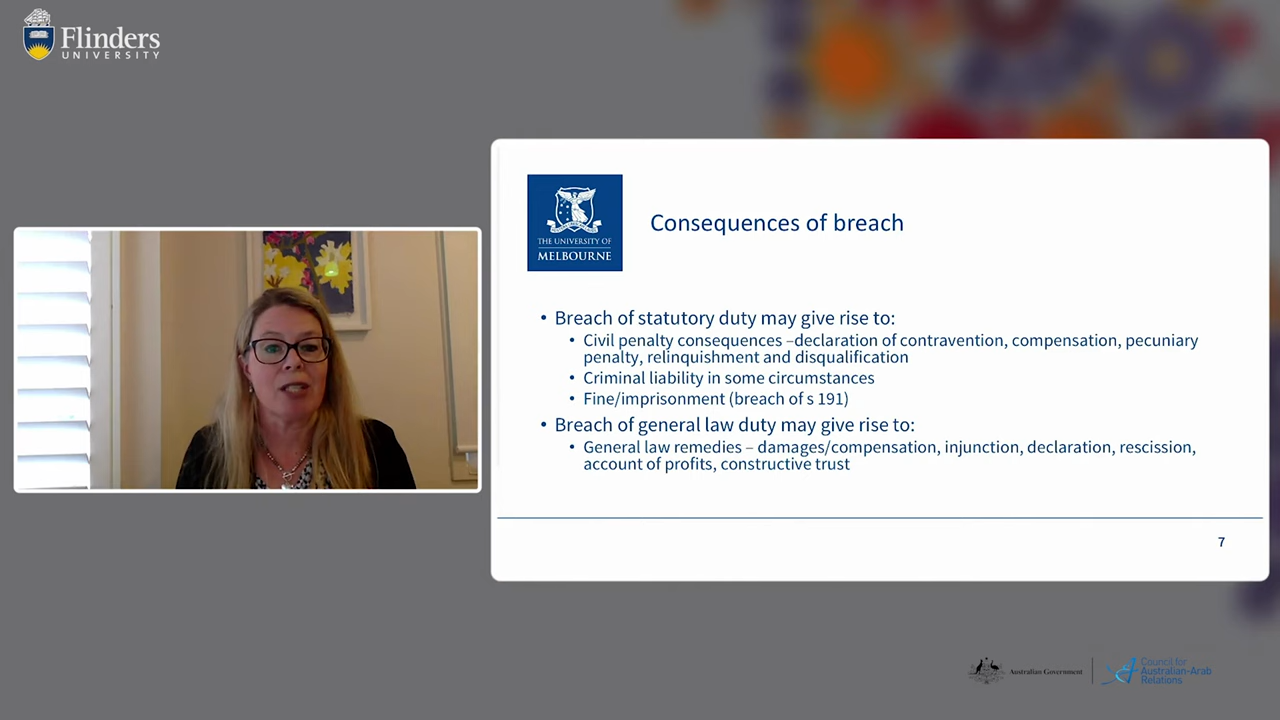 Flinders
UNIVERSITY
THE UNIVERSITY OF
MELBOURNE
Consequences of breach
• Breach of statutory duty may give rise to:
• Civil penalty consequences –declaration of contravention, compensation, pecuniary
penalty, relinquishment and disqualification
• Criminal liability in some circumstances
• Fine/imprisonment (breach of s 191)
• Breach of general law duty may give rise to:
• General law remedies – damages/compensation, injunction, declaration, rescission,
account of profits, constructive trust
7
Australian Government
Council for
Australian-Arab
Relations